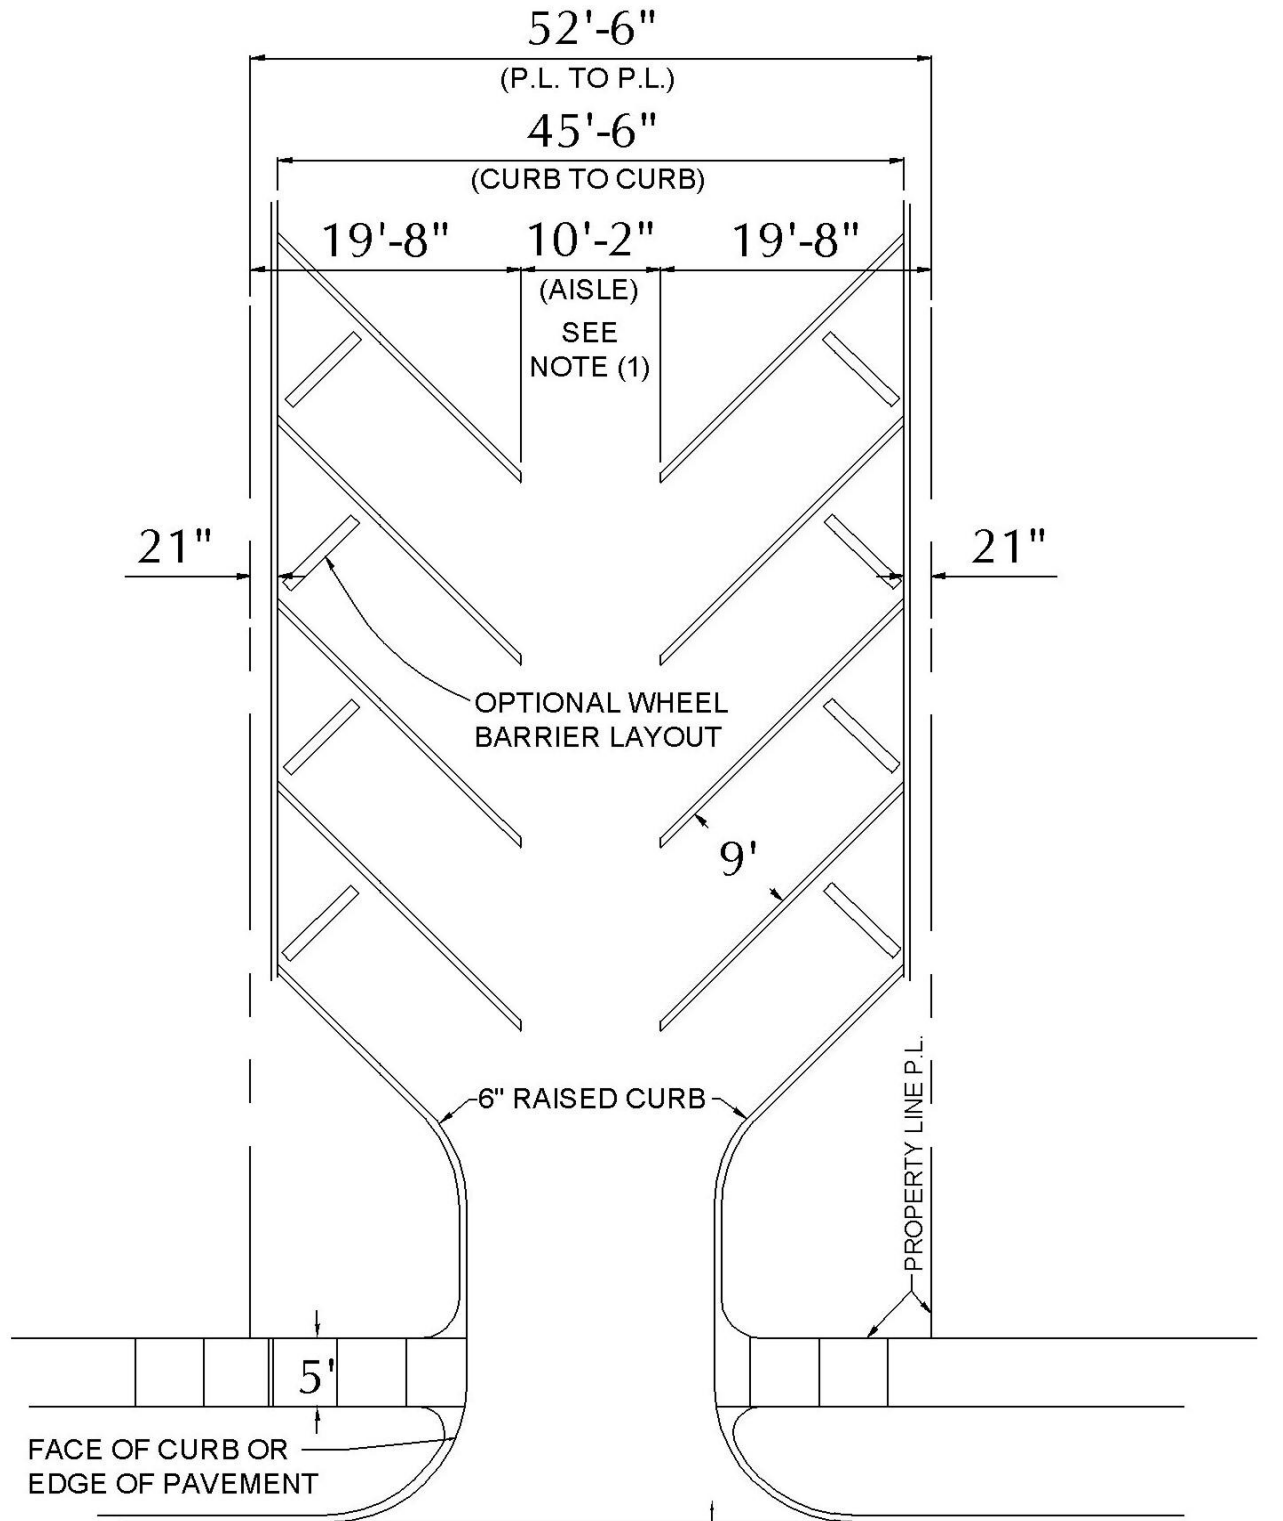 52'-6"
(P.L. TO P.L.)
45'-6"
(CURB TO CURB)
19'-8" 10'-2" 19'-8"
(AISLE)
SEE
NOTE (1)
21" 21"
OPTIONAL WHEEL
BARRIER LAYOUT
9'
6" RAISED CURB
PROPERTY LINE P.L.
5'
FACE OF CURB OR
EDGE OF PAVEMENT